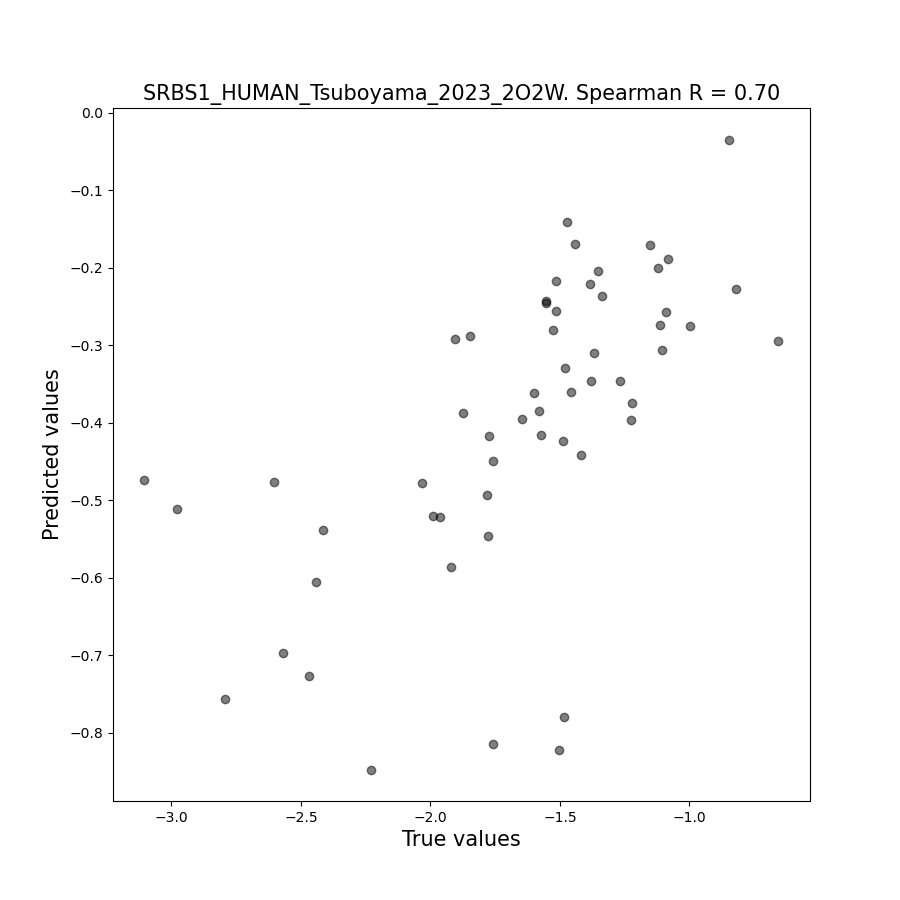 SRBS1_HUMAN_Tsuboyama_2023_2O2W. Spearman R = 0.70
0.0
−0.1
−0.2
−0.3
−0.4
−0.5
−0.6
−0.7
−0.8
Predicted values
−3.0 −2.5 −2.0 −1.5 −1.0
True values